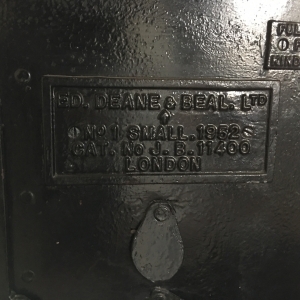 ED. DEANE & BEAL. LTD
No 1 SMALL. 1952
CAT. No J. B. 11400
LONDON